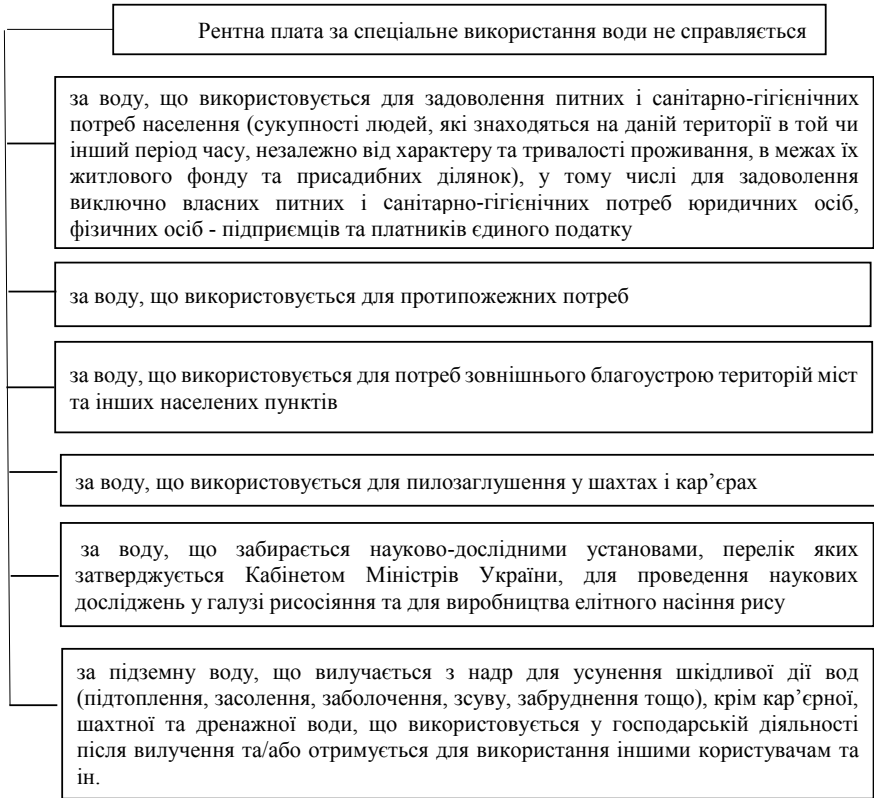 Рентна плата за спеціальне використання води не справляється
за воду, що використовується для задоволення питних і санітарно-гігієнічних
потреб населення (сукупності людей, які знаходяться на даній території в той чи
інший період часу, незалежно від характеру та тривалості проживання, в межах їх
житлового фонду та присадибних ділянок), у тому числі для задоволення
виключно власних питних і санітарно-гігієнічних потреб юридичних осіб,
фізичних осіб - підприємців та платників єдиного податку
за воду, що використовується для протипожежних потреб
за воду, що використовується для потреб зовнішнього благоустрою територій міст
та інших населених пунктів
за воду, що використовується для пилозаглушення у шахтах і кар’єрах
за воду, що забирається науково-дослідними установами, перелік яких
затверджується Кабінетом Міністрів України, для проведення наукових
досліджень у галузі рисосіяння та для виробництва елітного насіння рису
за підземну воду, що вилучається з надр для усунення шкідливої дії вод
(підтоплення, засолення, заболочення, зсуву, забруднення тощо), крім кар’єрної,
шахтної та дренажної води, що використовується у господарській діяльності
після вилучення та/або отримується для використання іншими користувачам та
ін.